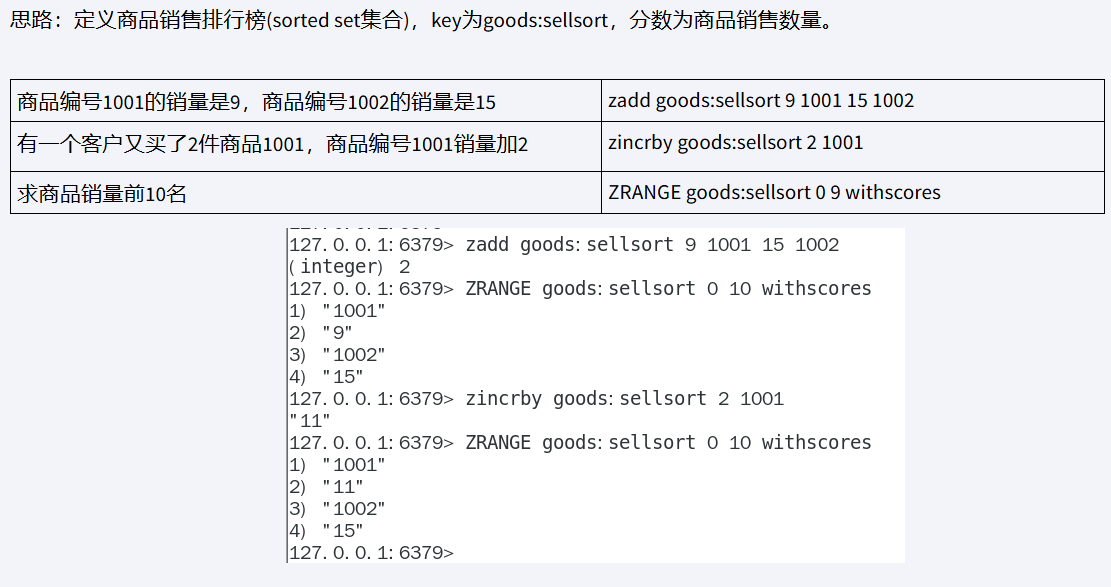 思路：定义商品销售排行榜(sorted set集合)，key为goods:sellsort，分数为商品销售数量。
商品编号1001的销量是9，商品编号1002的销量是15
zadd goods:sellsort 9 1001 15 1002
有一个客户又买了2件商品1001，商品编号1001销量加2
zincrby goods:sellsort 2 1001
求商品销量前10名
ZRANGE goods:sellsort 0 9 withscores
127.0.0.1:6379> zadd goods:sellsort 9 1001 15 1002
(integer) 2
127.0.0.1:6379> ZRANGE goods:sellsort 0 10 withscores
1) "1001"
2) "9"
3) "1002"
4) "15"
127.0.0.1:6379> zincrby goods:sellsort 2 1001
"11"
127.0.0.1:6379> ZRANGE goods:sellsort 0 10 withscores
1) "1001"
2) "11"
3) "1002"
4) "15"
127.0.0.1:6379>